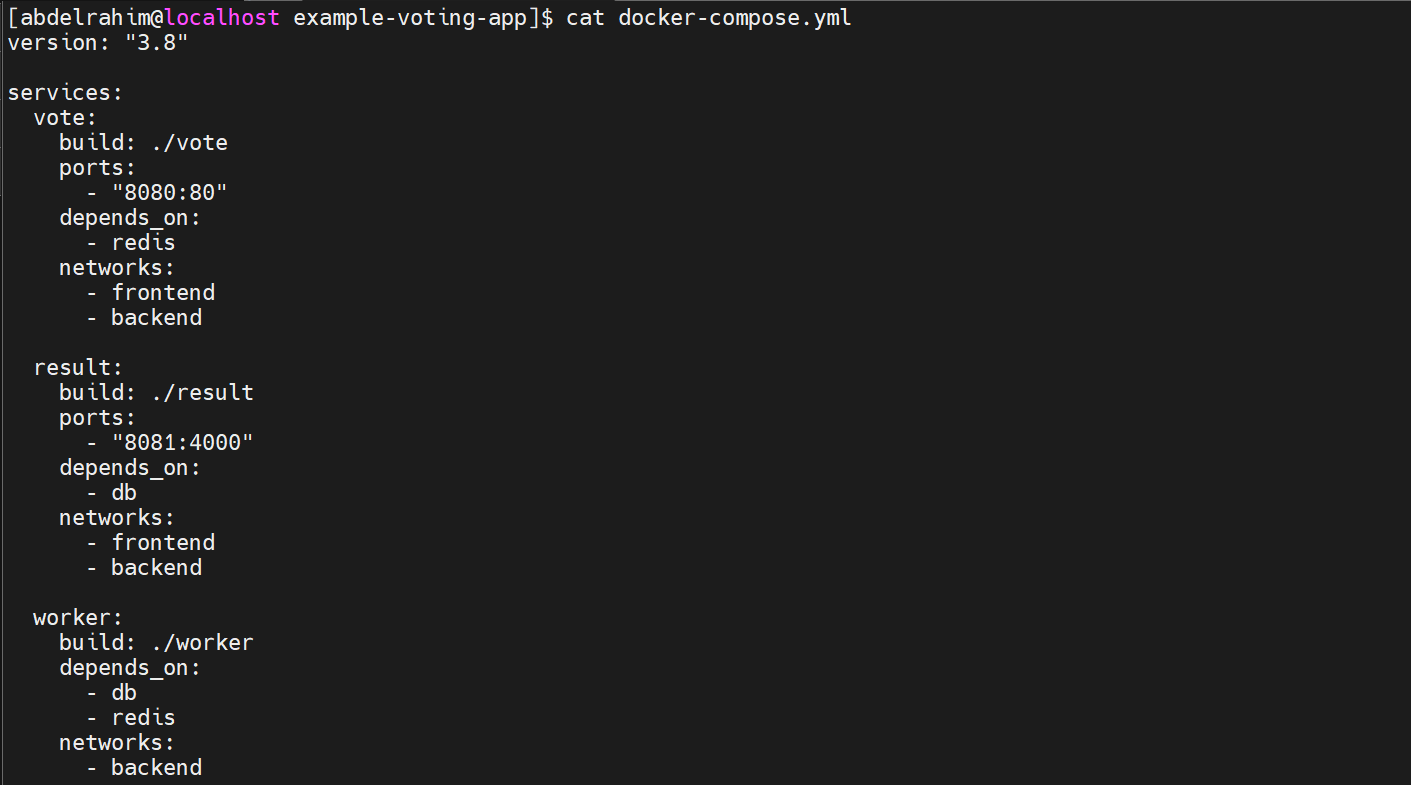 [abdelrahim@localhost example-voting-app]$ cat docker-compose.yml
version: "3.8"

services:
  vote:
    build: ./vote
    ports:
      - "8080:80"
    depends_on:
      - redis
    networks:
      - frontend
      - backend

  result:
    build: ./result
    ports:
      - "8081:4000"
    depends_on:
      - db
    networks:
      - frontend
      - backend

  worker:
    build: ./worker
    depends_on:
      - db
      - redis
    networks:
      - backend